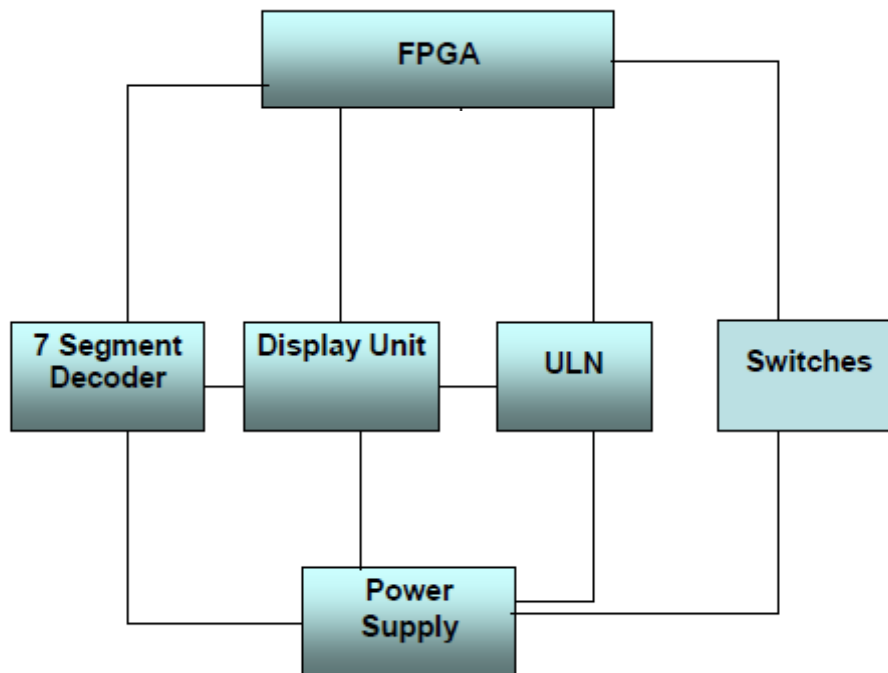 FPGA
7 Segment
Decoder
Display Unit
ULN
Switches
Power
Supply